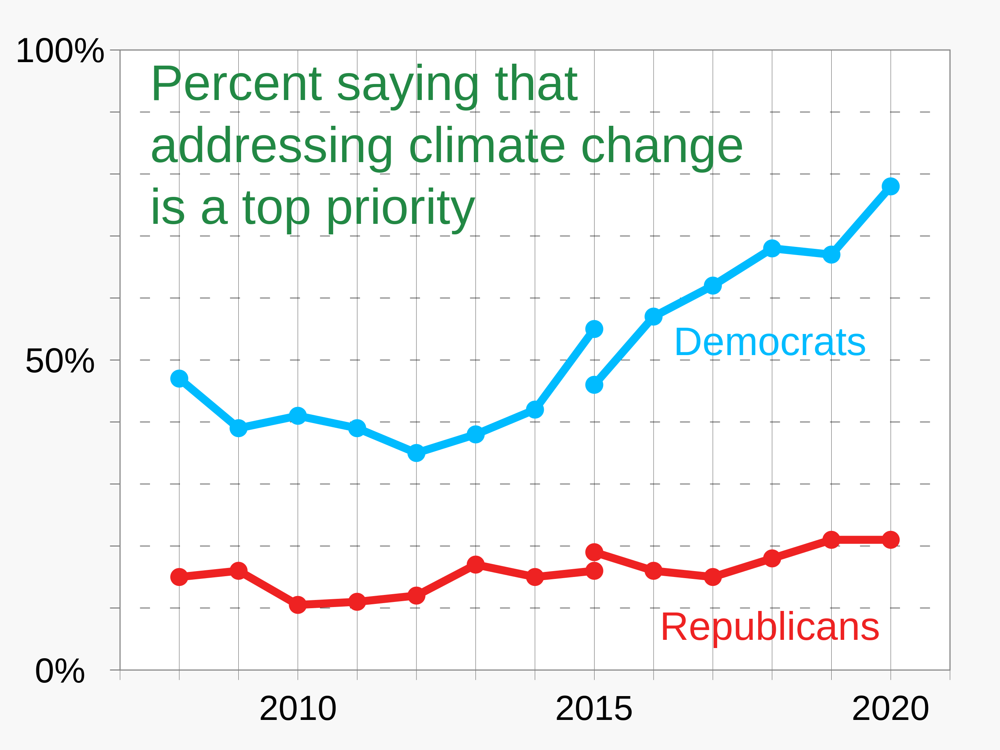 100%
Percent saying that
addressing climate change
is a top priority
Democrats
50%
Republicans
0%
2010 2015 2020